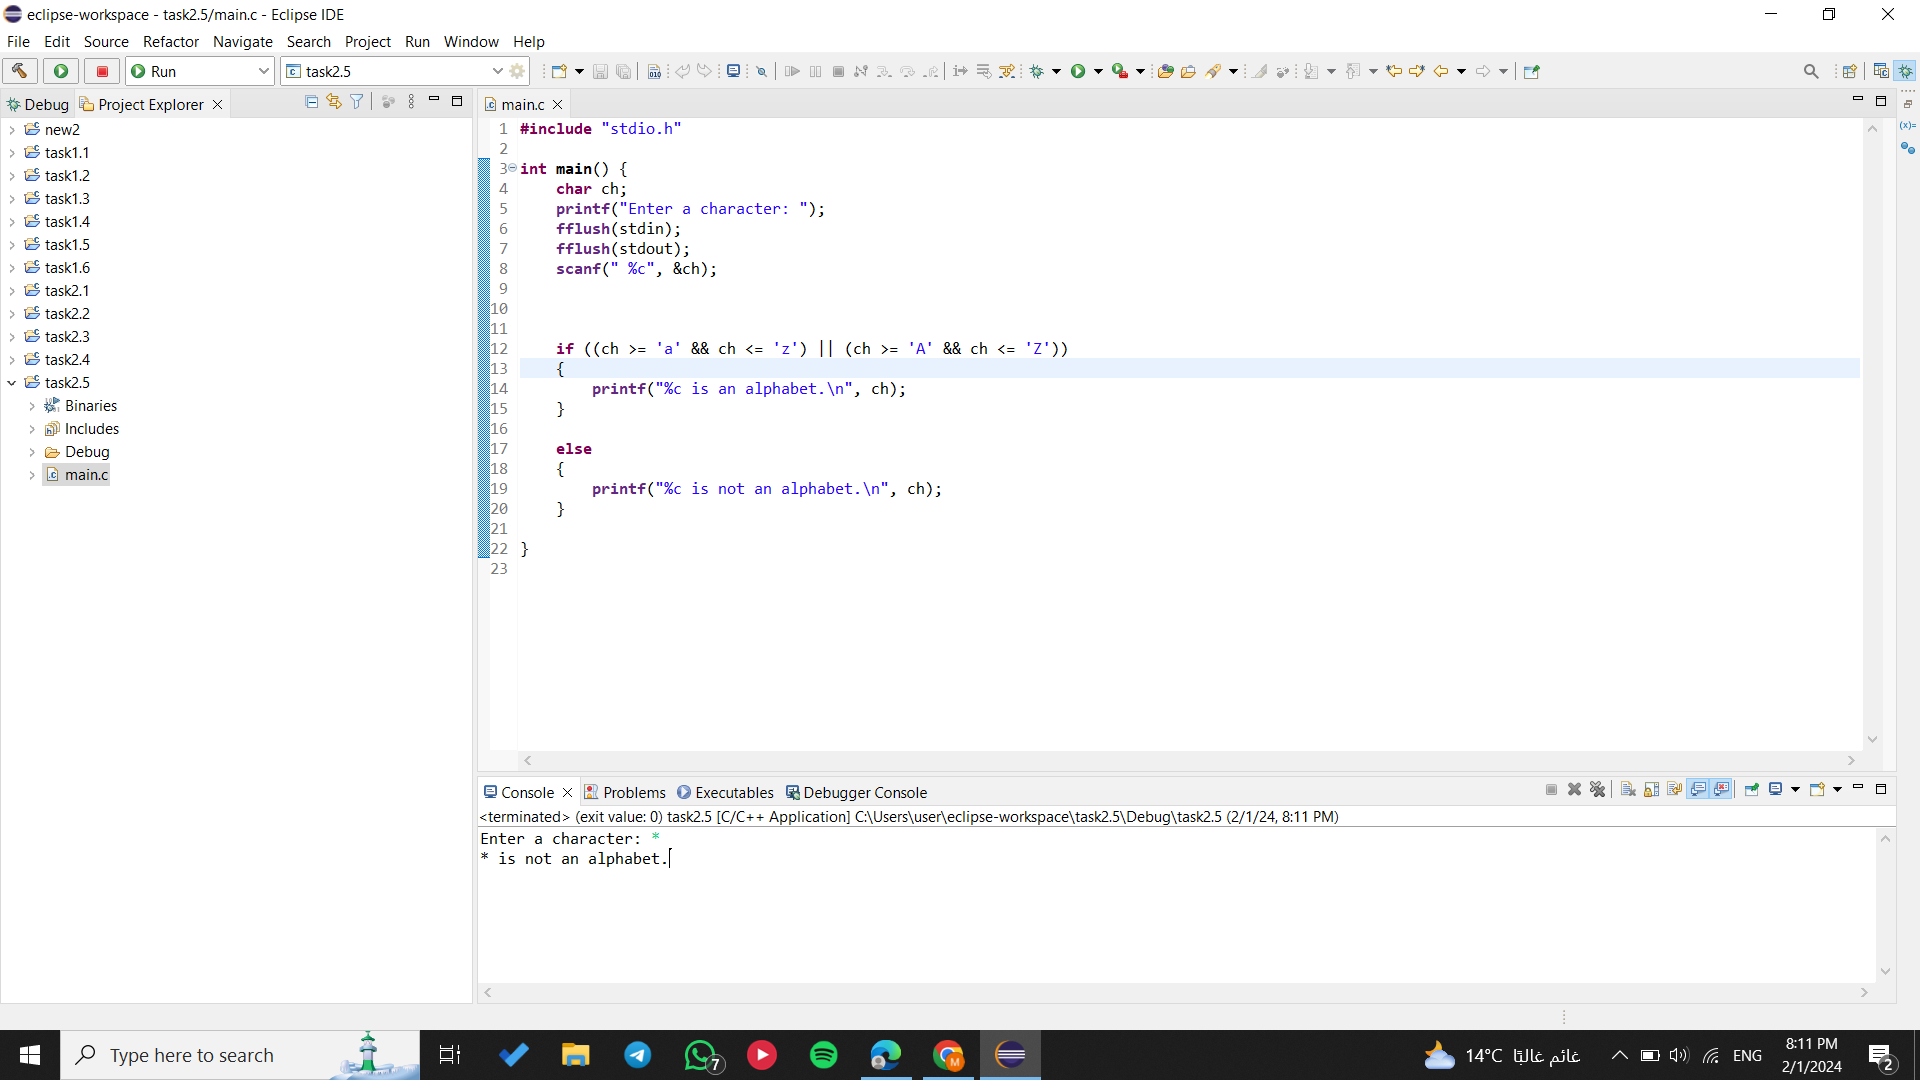 eclipse-workspace - task2.5/main.c - Eclipse IDE
File Edit Source Refactor Navigate Search Project Run Window Help
Run task2.5
Debug Project Explorer
new2
task1.1
task1.2
task1.3
task1.4
task1.5
task1.6
task2.1
task2.2
task2.3
task2.4
task2.5
Binaries
Includes
Debug
main.c
main.c
1 #include "stdio.h"
2
3 int main() {
4 char ch;
5 printf("Enter a character: ");
6 fflush(stdin);
7 fflush(stdout);
8 scanf(" %c", &ch);
9
10
11
12 if ((ch >= 'a' && ch <= 'z') || (ch >= 'A' && ch <= 'Z'))
13 {
14 printf("%c is an alphabet.\n", ch);
15 }
16
17 else
18 {
19 printf("%c is not an alphabet.\n", ch);
20 }
21
22 }
23
(x)=
Console Problems Executables Debugger Console
<terminated> (exit value: 0) task2.5 [C/C++ Application] C:\Users\user\eclipse-workspace\task2.5\Debug\task2.5 (2/1/24, 8:11 PM)
Enter a character: *
* is not an alphabet.
Type here to search
7
M
14°C غائم غالبًا
ENG
8:11 PM
2/1/2024
2